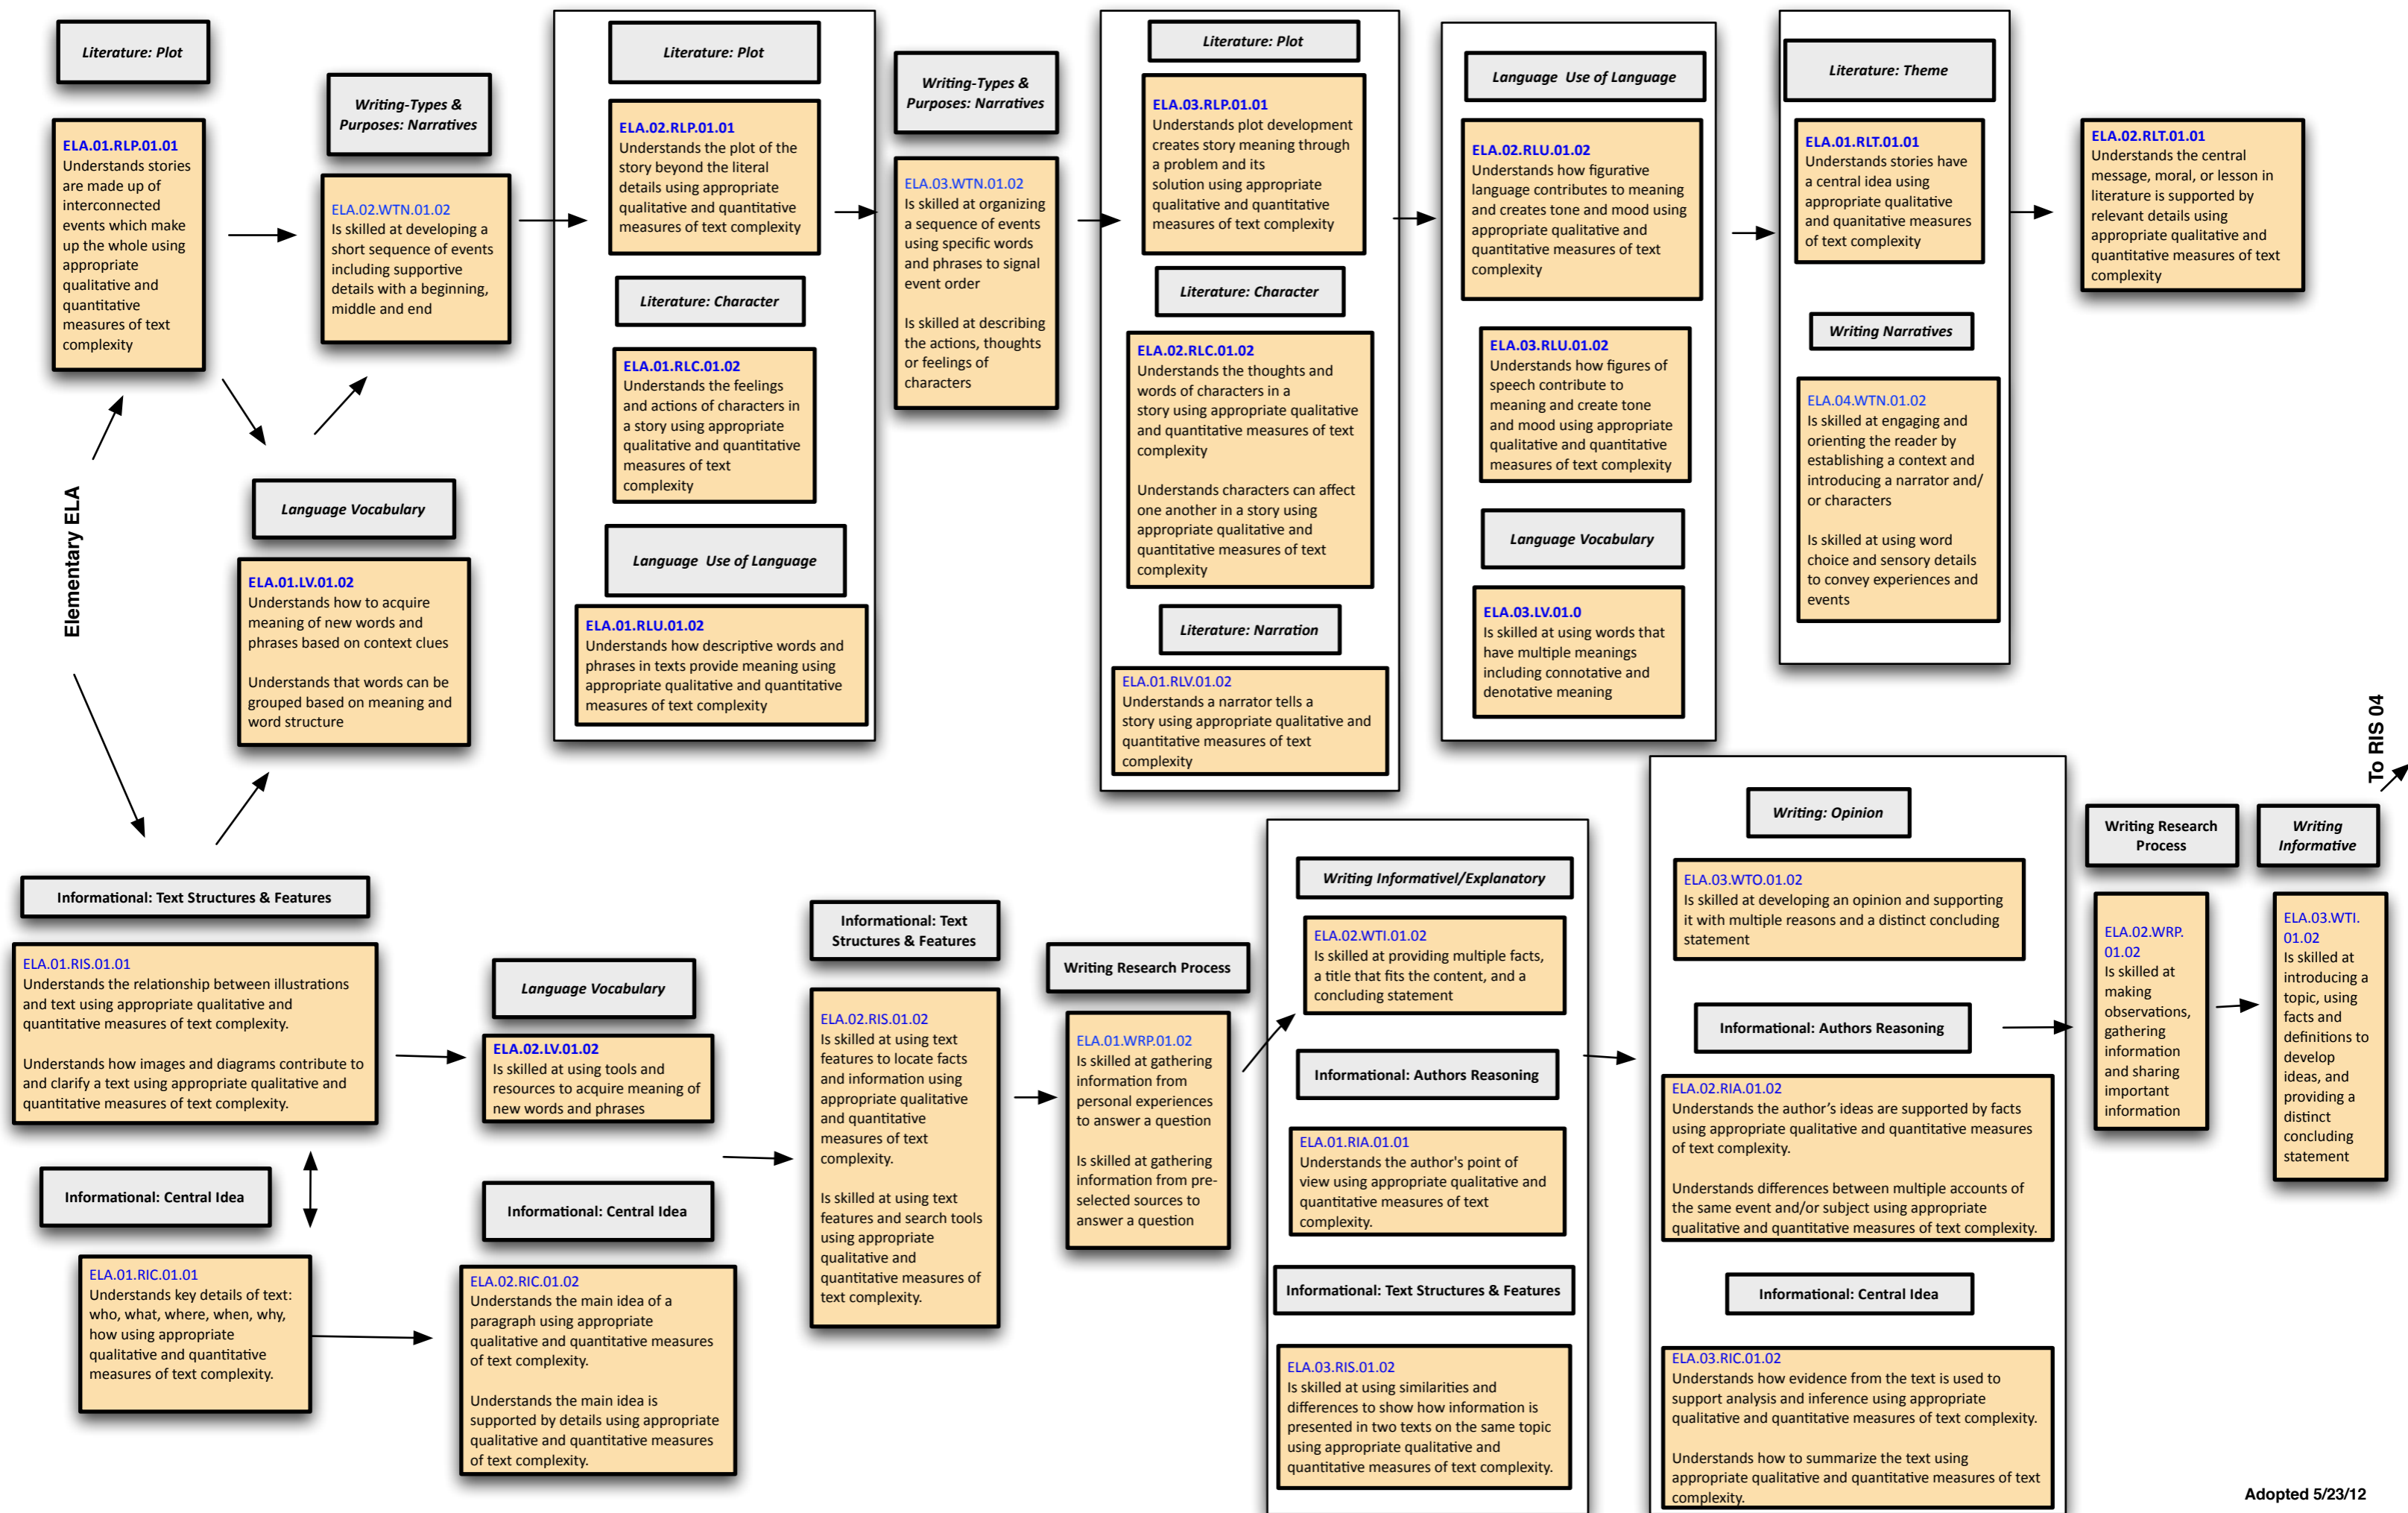 Literature: Plot
ELA.01.RLP.01.01
Understands stories
are made up of
interconnected
events which make
up the whole using
appropriate
qualitative and
quantitative
measures of text
complexity
Writing-Types &
Purposes: Narratives
ELA.02.WTN.01.02
Is skilled at developing a
short sequence of events
including supportive
details with a beginning,
middle and end
Elementary ELA
Language Vocabulary
ELA.01.LV.01.02
Understands how to acquire
meaning of new words and
phrases based on context clues
Understands that words can be
grouped based on meaning and
word structure
Literature: Plot
ELA.02.RLP.01.01
Understands the plot of the
story beyond the literal
details using appropriate
qualitative and quantitative
measures of text complexity
Literature: Character
ELA.01.RLC.01.02
Understands the feelings
and actions of characters in
a story using appropriate
qualitative and quantitative
measures of text
complexity
Language  Use of Language
ELA.01.RLU.01.02
Understands how descriptive words and
phrases in texts provide meaning using
appropriate qualitative and quantitative
measures of text complexity
Writing-Types &
Purposes: Narratives
ELA.03.WTN.01.02
Is skilled at organizing
a sequence of events
using specific words
and phrases to signal
event order
Is skilled at describing
the actions, thoughts
or feelings of
characters
Literature: Plot
ELA.03.RLP.01.01
Understands plot development
creates story meaning through
a problem and its
solution using appropriate
qualitative and quantitative
measures of text complexity
Literature: Character
ELA.02.RLC.01.02
Understands the thoughts and
words of characters in a
story using appropriate qualitative
and quantitative measures of text
complexity
Understands characters can affect
one another in a story using
appropriate qualitative and
quantitative measures of text
complexity
Literature: Narration
ELA.01.RLV.01.02
Understands a narrator tells a
story using appropriate qualitative and
quantitative measures of text
complexity
Language  Use of Language
ELA.02.RLU.01.02
Understands how figurative
language contributes to meaning
and creates tone and mood using
appropriate qualitative and
quantitative measures of text
complexity
ELA.03.RLU.01.02
Understands how figures of
speech contribute to
meaning and create tone
and mood using appropriate
qualitative and quantitative
measures of text complexity
Language Vocabulary
ELA.03.LV.01.0
Is skilled at using words that
have multiple meanings
including connotative and
denotative meaning
Literature: Theme
ELA.01.RLT.01.01
Understands stories have
a central idea using
appropriate qualitative
and quanitative measures
of text complexity
Writing Narratives
ELA.04.WTN.01.02
Is skilled at engaging and
orienting the reader by
establishing a context and
introducing a narrator and/
or characters
Is skilled at using word
choice and sensory details
to convey experiences and
events
ELA.02.RLT.01.01
Understands the central
message, moral, or lesson in
literature is supported by
relevant details using
appropriate qualitative and
quantitative measures of text
complexity
Informational: Text Structures & Features
ELA.01.RIS.01.01
Understands the relationship between illustrations
and text using appropriate qualitative and
quantitative measures of text complexity.
Understands how images and diagrams contribute to
and clarify a text using appropriate qualitative and
quantitative measures of text complexity.
Informational: Central Idea
ELA.01.RIC.01.01
Understands key details of text:
who, what, where, when, why,
how using appropriate
qualitative and quantitative
measures of text complexity.
Language Vocabulary
ELA.02.LV.01.02
Is skilled at using tools and
resources to acquire meaning of
new words and phrases
Informational: Central Idea
ELA.02.RIC.01.02
Understands the main idea of a
paragraph using appropriate
qualitative and quantitative measures
of text complexity.
Understands the main idea is
supported by details using appropriate
qualitative and quantitative measures
of text complexity.
Informational: Text
Structures & Features
ELA.02.RIS.01.02
Is skilled at using text
features to locate facts
and information using
appropriate qualitative
and quantitative
measures of text
complexity.
Is skilled at using text
features and search tools
using appropriate
qualitative and
quantitative measures of
text complexity.
Writing Research Process
ELA.01.WRP.01.02
Is skilled at gathering
information from
personal experiences
to answer a question
Is skilled at gathering
information from pre-
selected sources to
answer a question
Writing Informativel/Explanatory
ELA.02.WTI.01.02
Is skilled at providing multiple facts,
a title that fits the content, and a
concluding statement
Informational: Authors Reasoning
ELA.01.RIA.01.01
Understands the author's point of
view using appropriate qualitative and
quantitative measures of text
complexity.
Informational: Text Structures & Features
ELA.03.RIS.01.02
Is skilled at using similarities and
differences to show how information is
presented in two texts on the same topic
using appropriate qualitative and
quantitative measures of text complexity.
Writing: Opinion
ELA.03.WTO.01.02
Is skilled at developing an opinion and supporting
it with multiple reasons and a distinct concluding
statement
Informational: Authors Reasoning
ELA.02.RIA.01.02
Understands the author’s ideas are supported by facts
using appropriate qualitative and quantitative measures
of text complexity.
Understands differences between multiple accounts of
the same event and/or subject using appropriate
qualitative and quantitative measures of text complexity.
Informational: Central Idea
ELA.03.RIC.01.02
Understands how evidence from the text is used to
support analysis and inference using appropriate
qualitative and quantitative measures of text complexity.
Understands how to summarize the text using
appropriate qualitative and quantitative measures of text
complexity.
Writing Research
Process
ELA.02.WRP.
01.02
Is skilled at
making
observations,
gathering
information
and sharing
important
information
Writing
Informative
ELA.03.WTI.
01.02
Is skilled at
introducing a
topic, using
facts and
definitions to
develop
ideas, and
providing a
distinct
concluding
statement
To RIS 04
Adopted 5/23/12